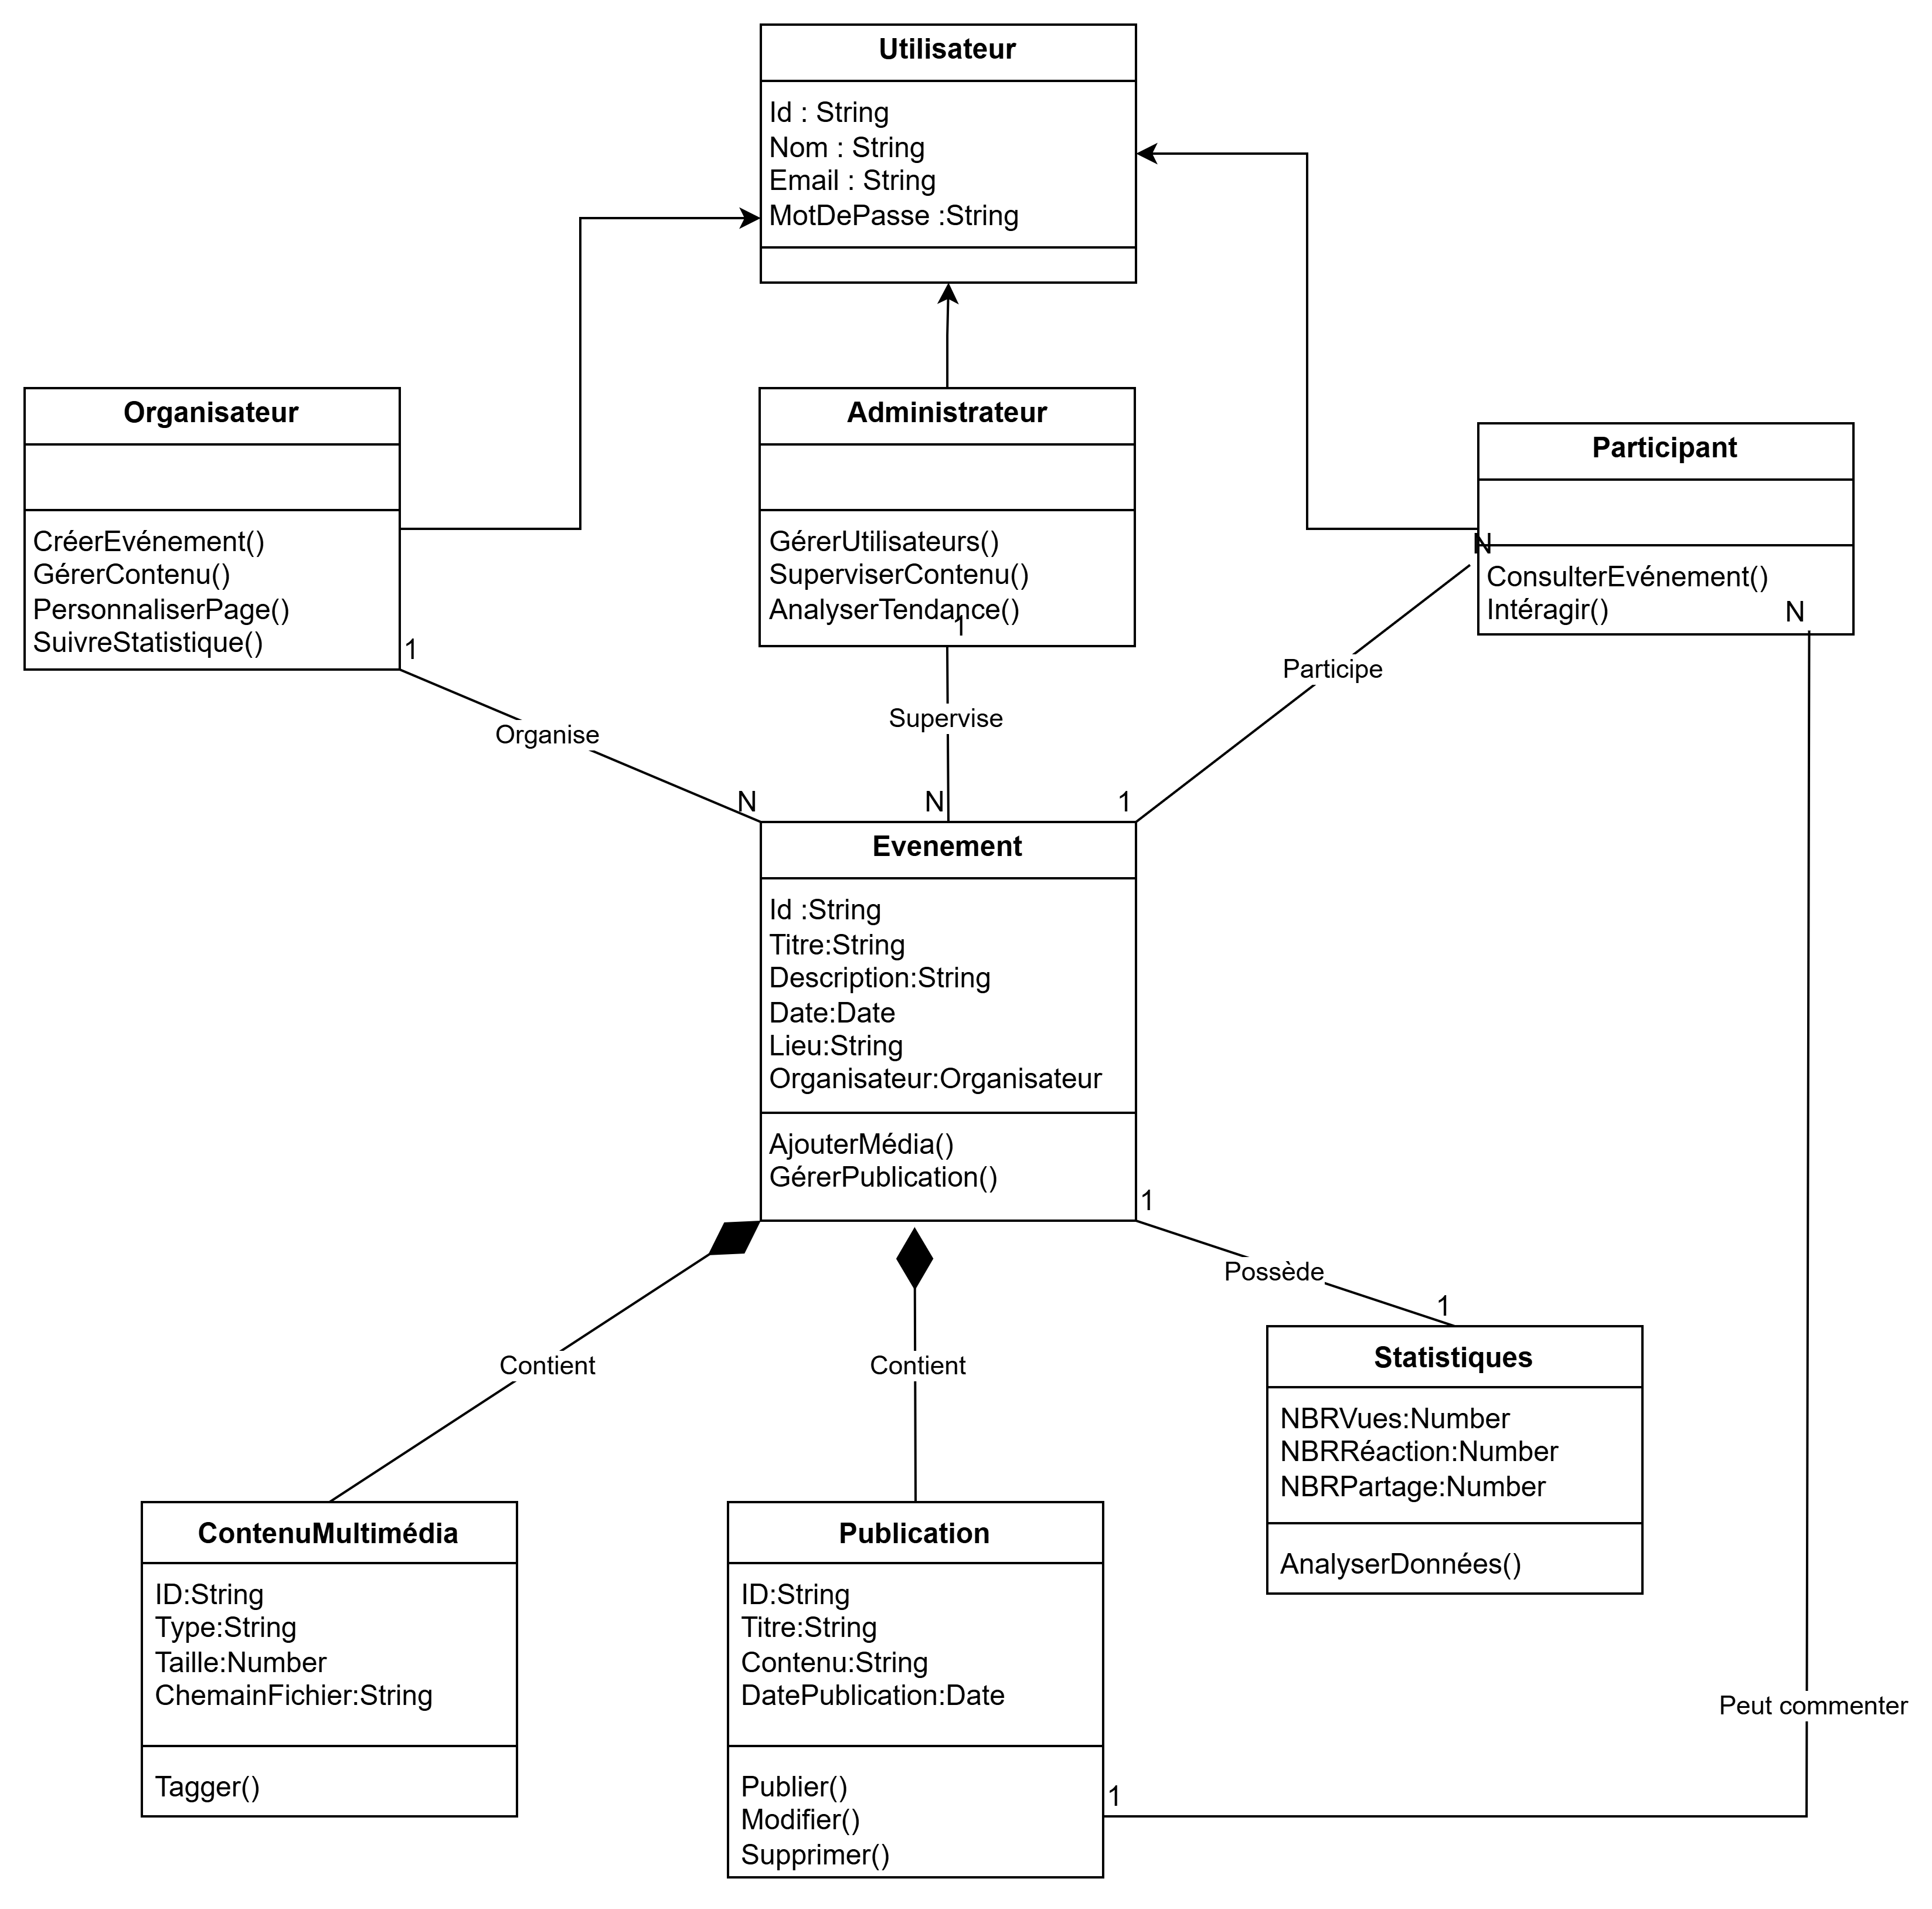 Utilisateur
Id : String
Nom : String
Email : String
MotDePasse :String
Organisateur
CréerEvénement()
GérerContenu()
PersonnaliserPage()
SuivreStatistique()
1
Administrateur
GérerUtilisateurs()
SuperviserContenu()
AnalyserTendance()
1
Participant
N
ConsulterEvénement()
Intéragir()
N
Participe
Supervise
Organise
N
N
1
Evenement
Id :String
Titre:String
Description:String
Date:Date
Lieu:String
Organisateur:Organisateur
AjouterMédia()
GérerPublication()
1
Possède
1
Contient
Contient
Statistiques
NBRVues:Number
NBRRéaction:Number
NBRPartage:Number
AnalyserDonnées()
ContenuMultimédia
ID:String
Type:String
Taille:Number
ChemainFichier:String
Tagger()
Publication
ID:String
Titre:String
Contenu:String
DatePublication:Date
Publier()
Modifier()
Supprimer()
1
Peut commenter